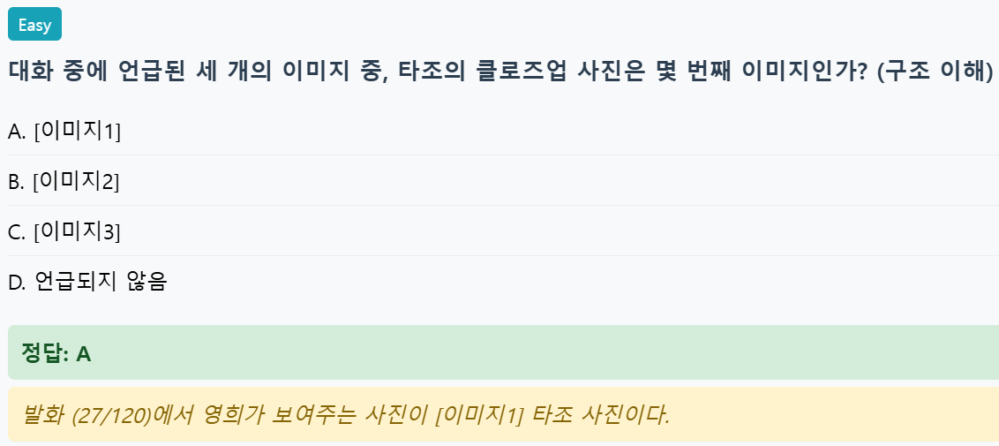 Easy
대화 중에 언급된 세 개의 이미지 중, 타조의 클로즈업 사진은 몇 번째 이미지인가? (구조 이해)
A. [이미지1]
B. [이미지2]
C. [이미지3]
D. 언급되지 않음
정답: A
발화 (27/120)에서 영희가 보여주는 사진이 [이미지1] 타조 사진이다.